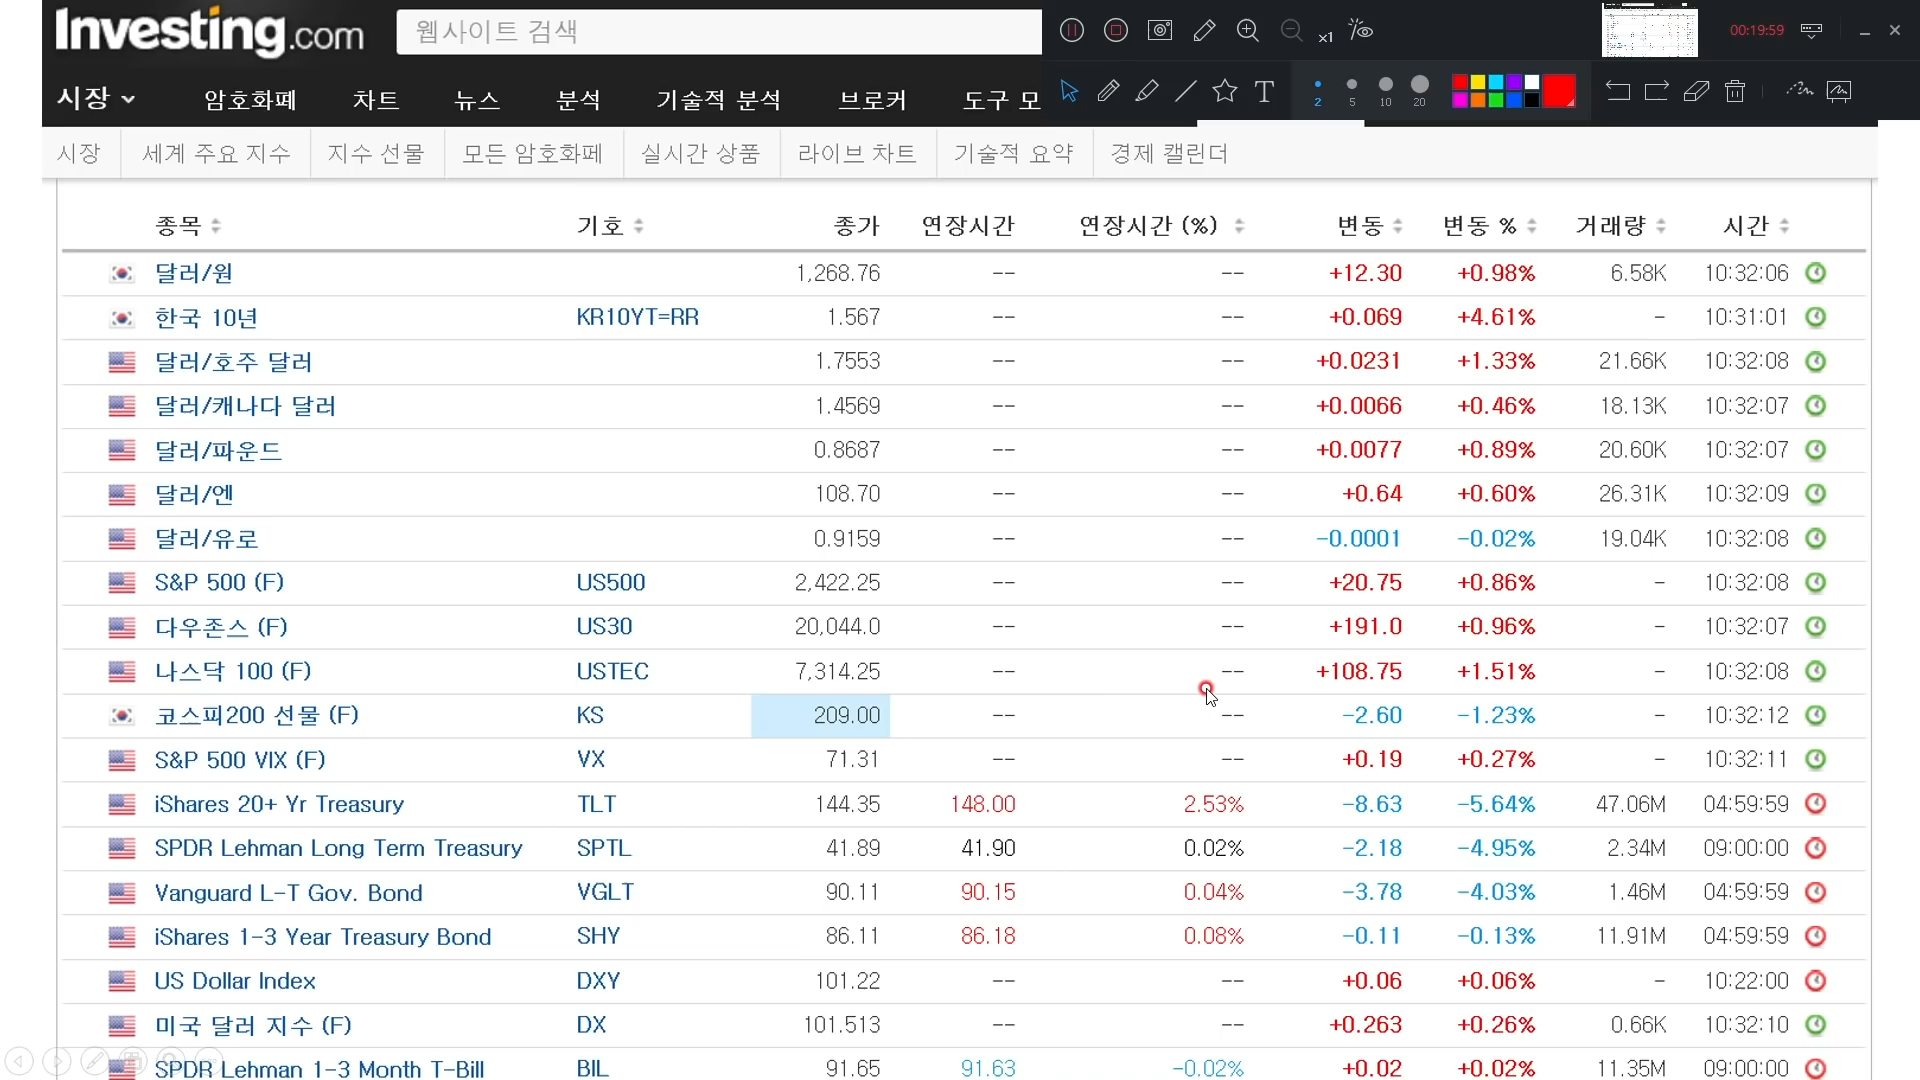 Investing.com 웹사이트 검색
x1
00:19:59
시장 암호화폐 차트 뉴스 분석 기술적 분석 브로커 도구 모
T 2 5 10 20
시장 세계 주요 지수 지수 선물 모든 암호화폐 실시간 상품 라이브 차트 기술적 요약 경제 캘린더
종목 기호 종가 연장시간 연장시간 (%) 변동 변동 % 거래량 시간
달러/원 1,268.76 -- -- +12.30 +0.98% 6.58K 10:32:06
한국 10년 KR10YT=RR 1.567 -- -- +0.069 +4.61% - 10:31:01
달러/호주 달러 1.7553 -- -- +0.0231 +1.33% 21.66K 10:32:08
달러/캐나다 달러 1.4569 -- -- +0.0066 +0.46% 18.13K 10:32:07
달러/파운드 0.8687 -- -- +0.0077 +0.89% 20.60K 10:32:07
달러/엔 108.70 -- -- +0.64 +0.60% 26.31K 10:32:09
달러/유로 0.9159 -- -- -0.0001 -0.02% 19.04K 10:32:08
S&P 500 (F) US500 2,422.25 -- -- +20.75 +0.86% - 10:32:08
다우존스 (F) US30 20,044.0 -- -- +191.0 +0.96% - 10:32:07
나스닥 100 (F) USTEC 7,314.25 -- -- +108.75 +1.51% - 10:32:08
코스피200 선물 (F) KS 209.00 -- -- -2.60 -1.23% - 10:32:12
S&P 500 VIX (F) VX 71.31 -- -- +0.19 +0.27% - 10:32:11
iShares 20+ Yr Treasury TLT 144.35 148.00 2.53% -8.63 -5.64% 47.06M 04:59:59
SPDR Lehman Long Term Treasury SPTL 41.89 41.90 0.02% -2.18 -4.95% 2.34M 09:00:00
Vanguard L-T Gov. Bond VGLT 90.11 90.15 0.04% -3.78 -4.03% 1.46M 04:59:59
iShares 1-3 Year Treasury Bond SHY 86.11 86.18 0.08% -0.11 -0.13% 11.91M 04:59:59
US Dollar Index DXY 101.22 -- -- +0.06 +0.06% - 10:22:00
미국 달러 지수 (F) DX 101.513 -- -- +0.263 +0.26% 0.66K 10:32:10
SPDR Lehman 1-3 Month T-Bill BIL 91.65 91.63 -0.02% +0.02 +0.02% 11.35M 09:00:00